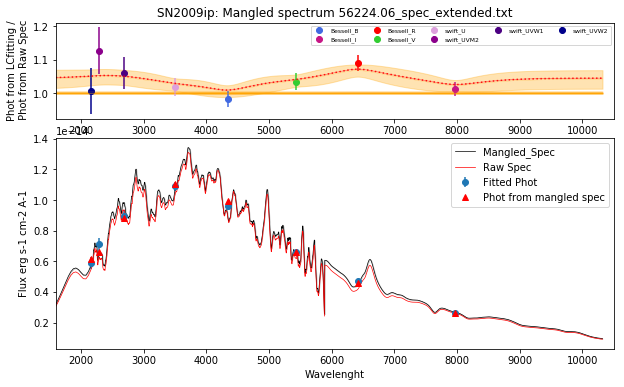 SN2009ip: Mangled spectrum 56224.06_spec_extended.txt
Phot from LCfitting /
Phot from Raw Spec
1.2
1.1
1.0
Bessell_B
Bessell_I
Bessell_R
Bessell_V
swift_U
swift_UVM2
swift_UVW1
swift_UVW2
2000
3000
4000
5000
6000
7000
8000
9000
10000
1e-14
Flux erg s-1 cm-2 A-1
1.4
1.2
1.0
0.8
0.6
0.4
0.2
Mangled_Spec
Raw Spec
Fitted Phot
Phot from mangled spec
2000
3000
4000
5000
6000
7000
8000
9000
10000
Wavelenght